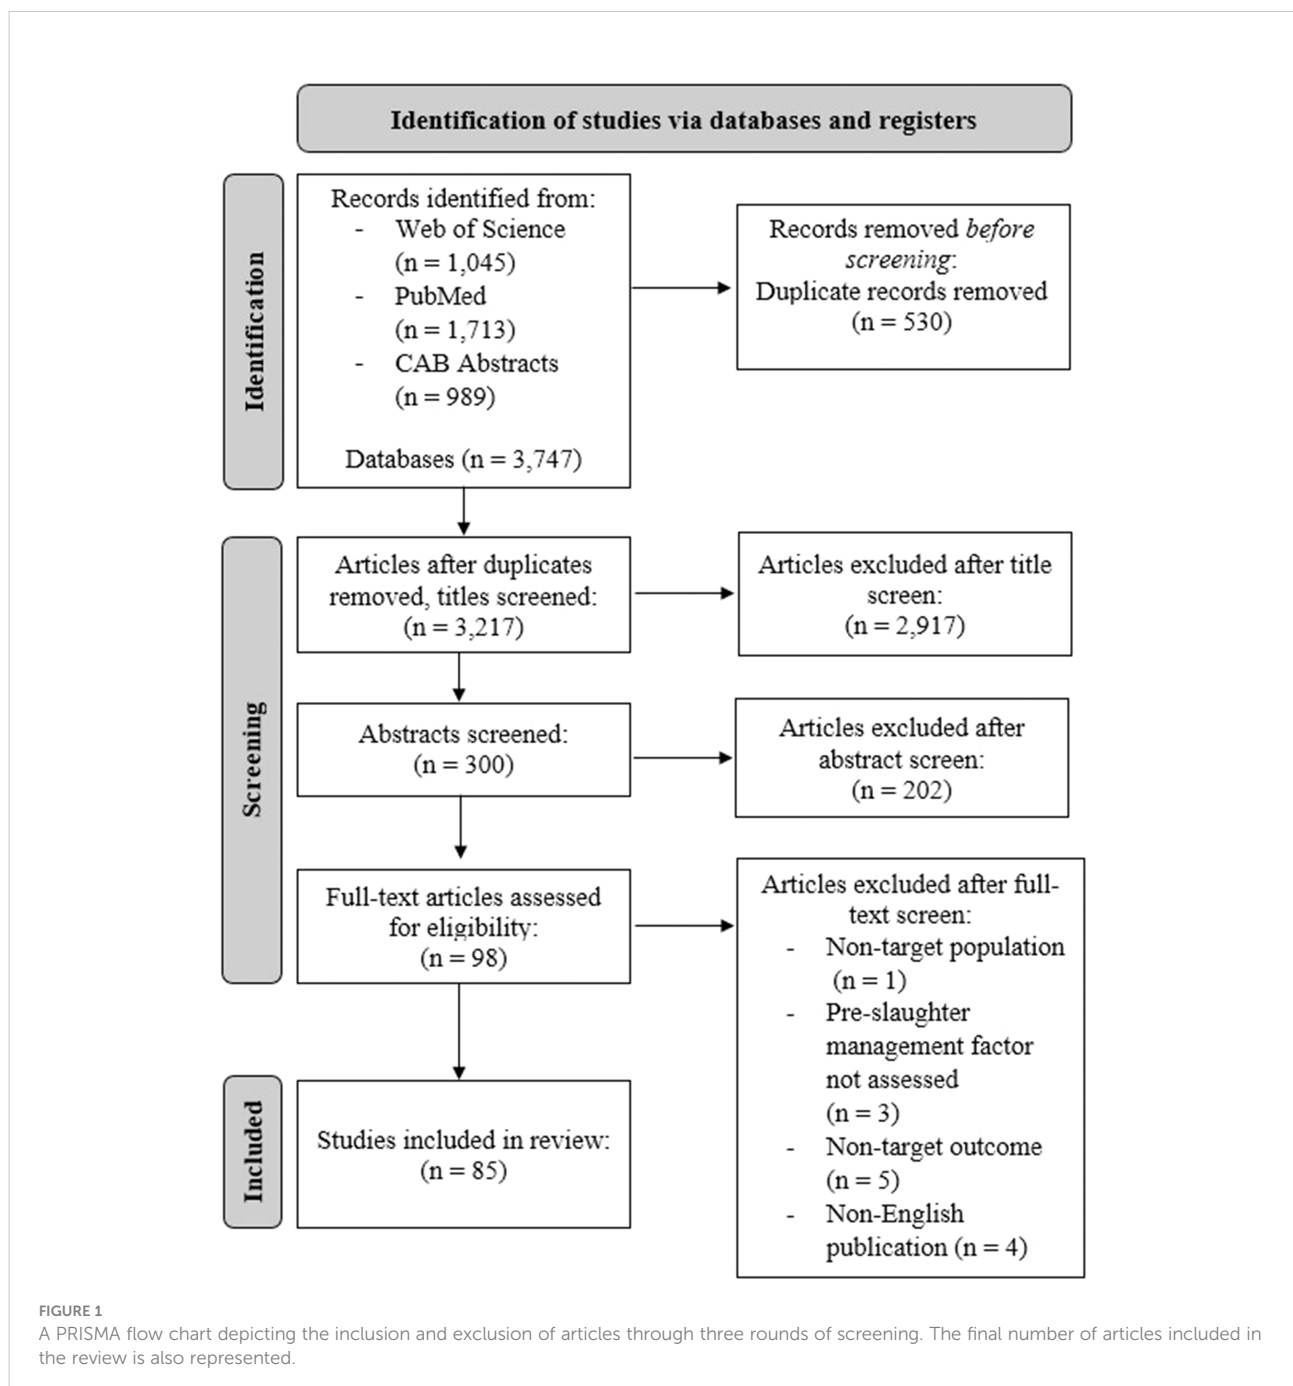 Identification of studies via databases and registers
Identification
Records identified from:
- Web of Science
(n = 1,045)
- PubMed
(n = 1,713)
- CAB Abstracts
(n = 989)
Databases (n = 3,747)
Records removed before
screening:
Duplicate records removed
(n = 530)
Screening
Articles after duplicates
removed, titles screened:
(n = 3,217)
Articles excluded after title
screen:
(n = 2,917)
Abstracts screened:
(n = 300)
Articles excluded after
abstract screen:
(n = 202)
Full-text articles assessed
for eligibility:
(n = 98)
Articles excluded after full-
text screen:
- Non-target population
(n = 1)
- Pre-slaughter
management factor
not assessed
(n = 3)
- Non-target outcome
(n = 5)
- Non-English
publication (n = 4)
Included
Studies included in review:
(n = 85)
FIGURE 1
A PRISMA flow chart depicting the inclusion and exclusion of articles through three rounds of screening. The final number of articles included in
the review is also represented.